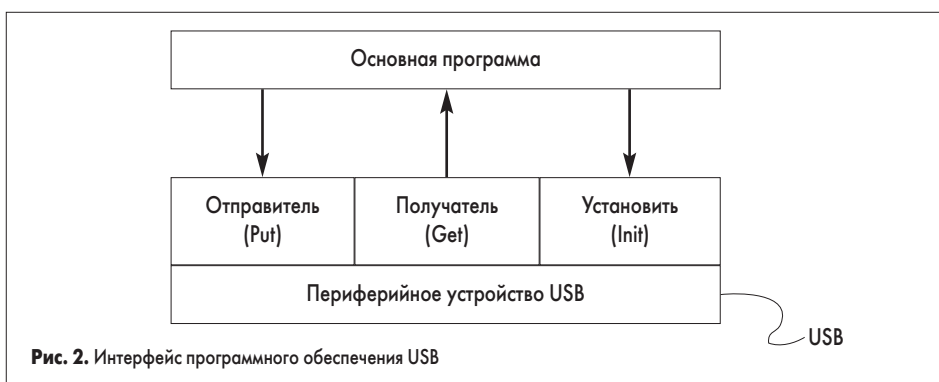 Основная программа
Отправитель
(Put)
Получатель
(Get)
Установить
(Init)
Периферийное устройство USB
USB
Рис. 2. Интерфейс программного обеспечения USB